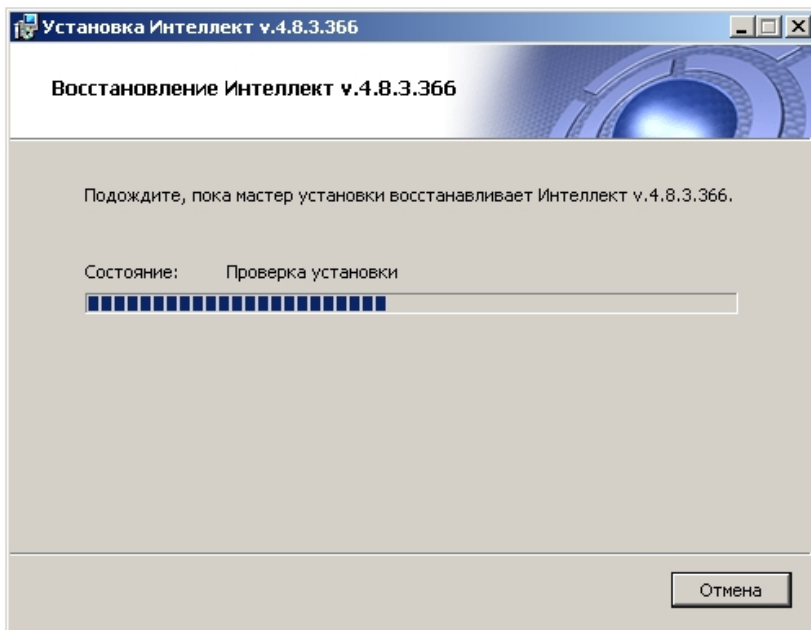 Установка Интеллект v.4.8.3.366
Восстановление Интеллект v.4.8.3.366
Подождите, пока мастер установки восстанавливает Интеллект v.4.8.3.366.
Состояние: Проверка установки
Отмена